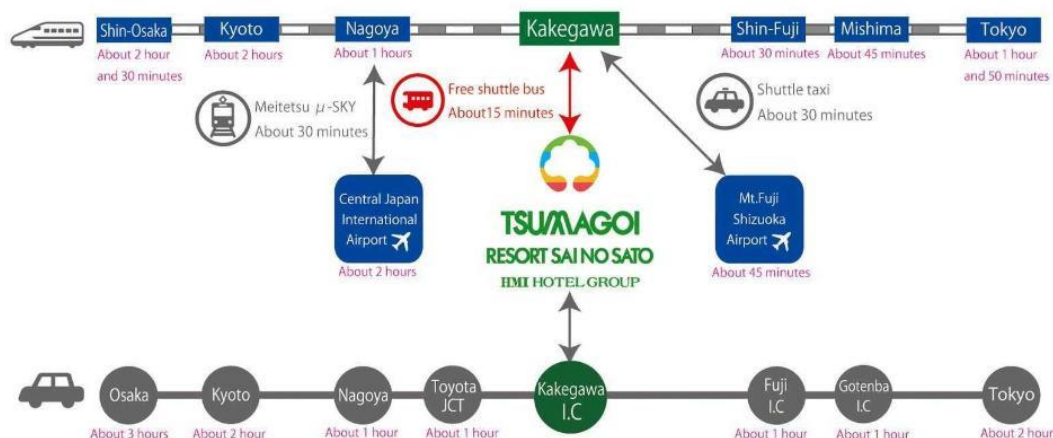 Shin-Osaka
About 2 hour
and 30 minutes
Kyoto
About 2 hours
Nagoya
About 1 hours
Kakegawa
Shin-Fuji
About 30 minutes
Mishima
About 45 minutes
Tokyo
About 1 hour
and 50 minutes
Meitetsu μ-SKY
About 30 minutes
Free shuttle bus
About15 minutes
Shuttle taxi
About 30 minutes
Central Japan
International
Airport
About 2 hours
TSUMAGOI
RESORT SAI NO SATO
HMI HOTEL GROUP
Mt.Fuji
Shizuoka
Airport
About 45 minutes
Osaka
About 3 hours
Kyoto
About 2 hour
Nagoya
About 1 hour
Toyota
JCT
About 1 hour
Kakegawa
I.C
Fuji
I.C
About 1 hour
Gotenba
I.C
About 1 hour
Tokyo
About 2 hour